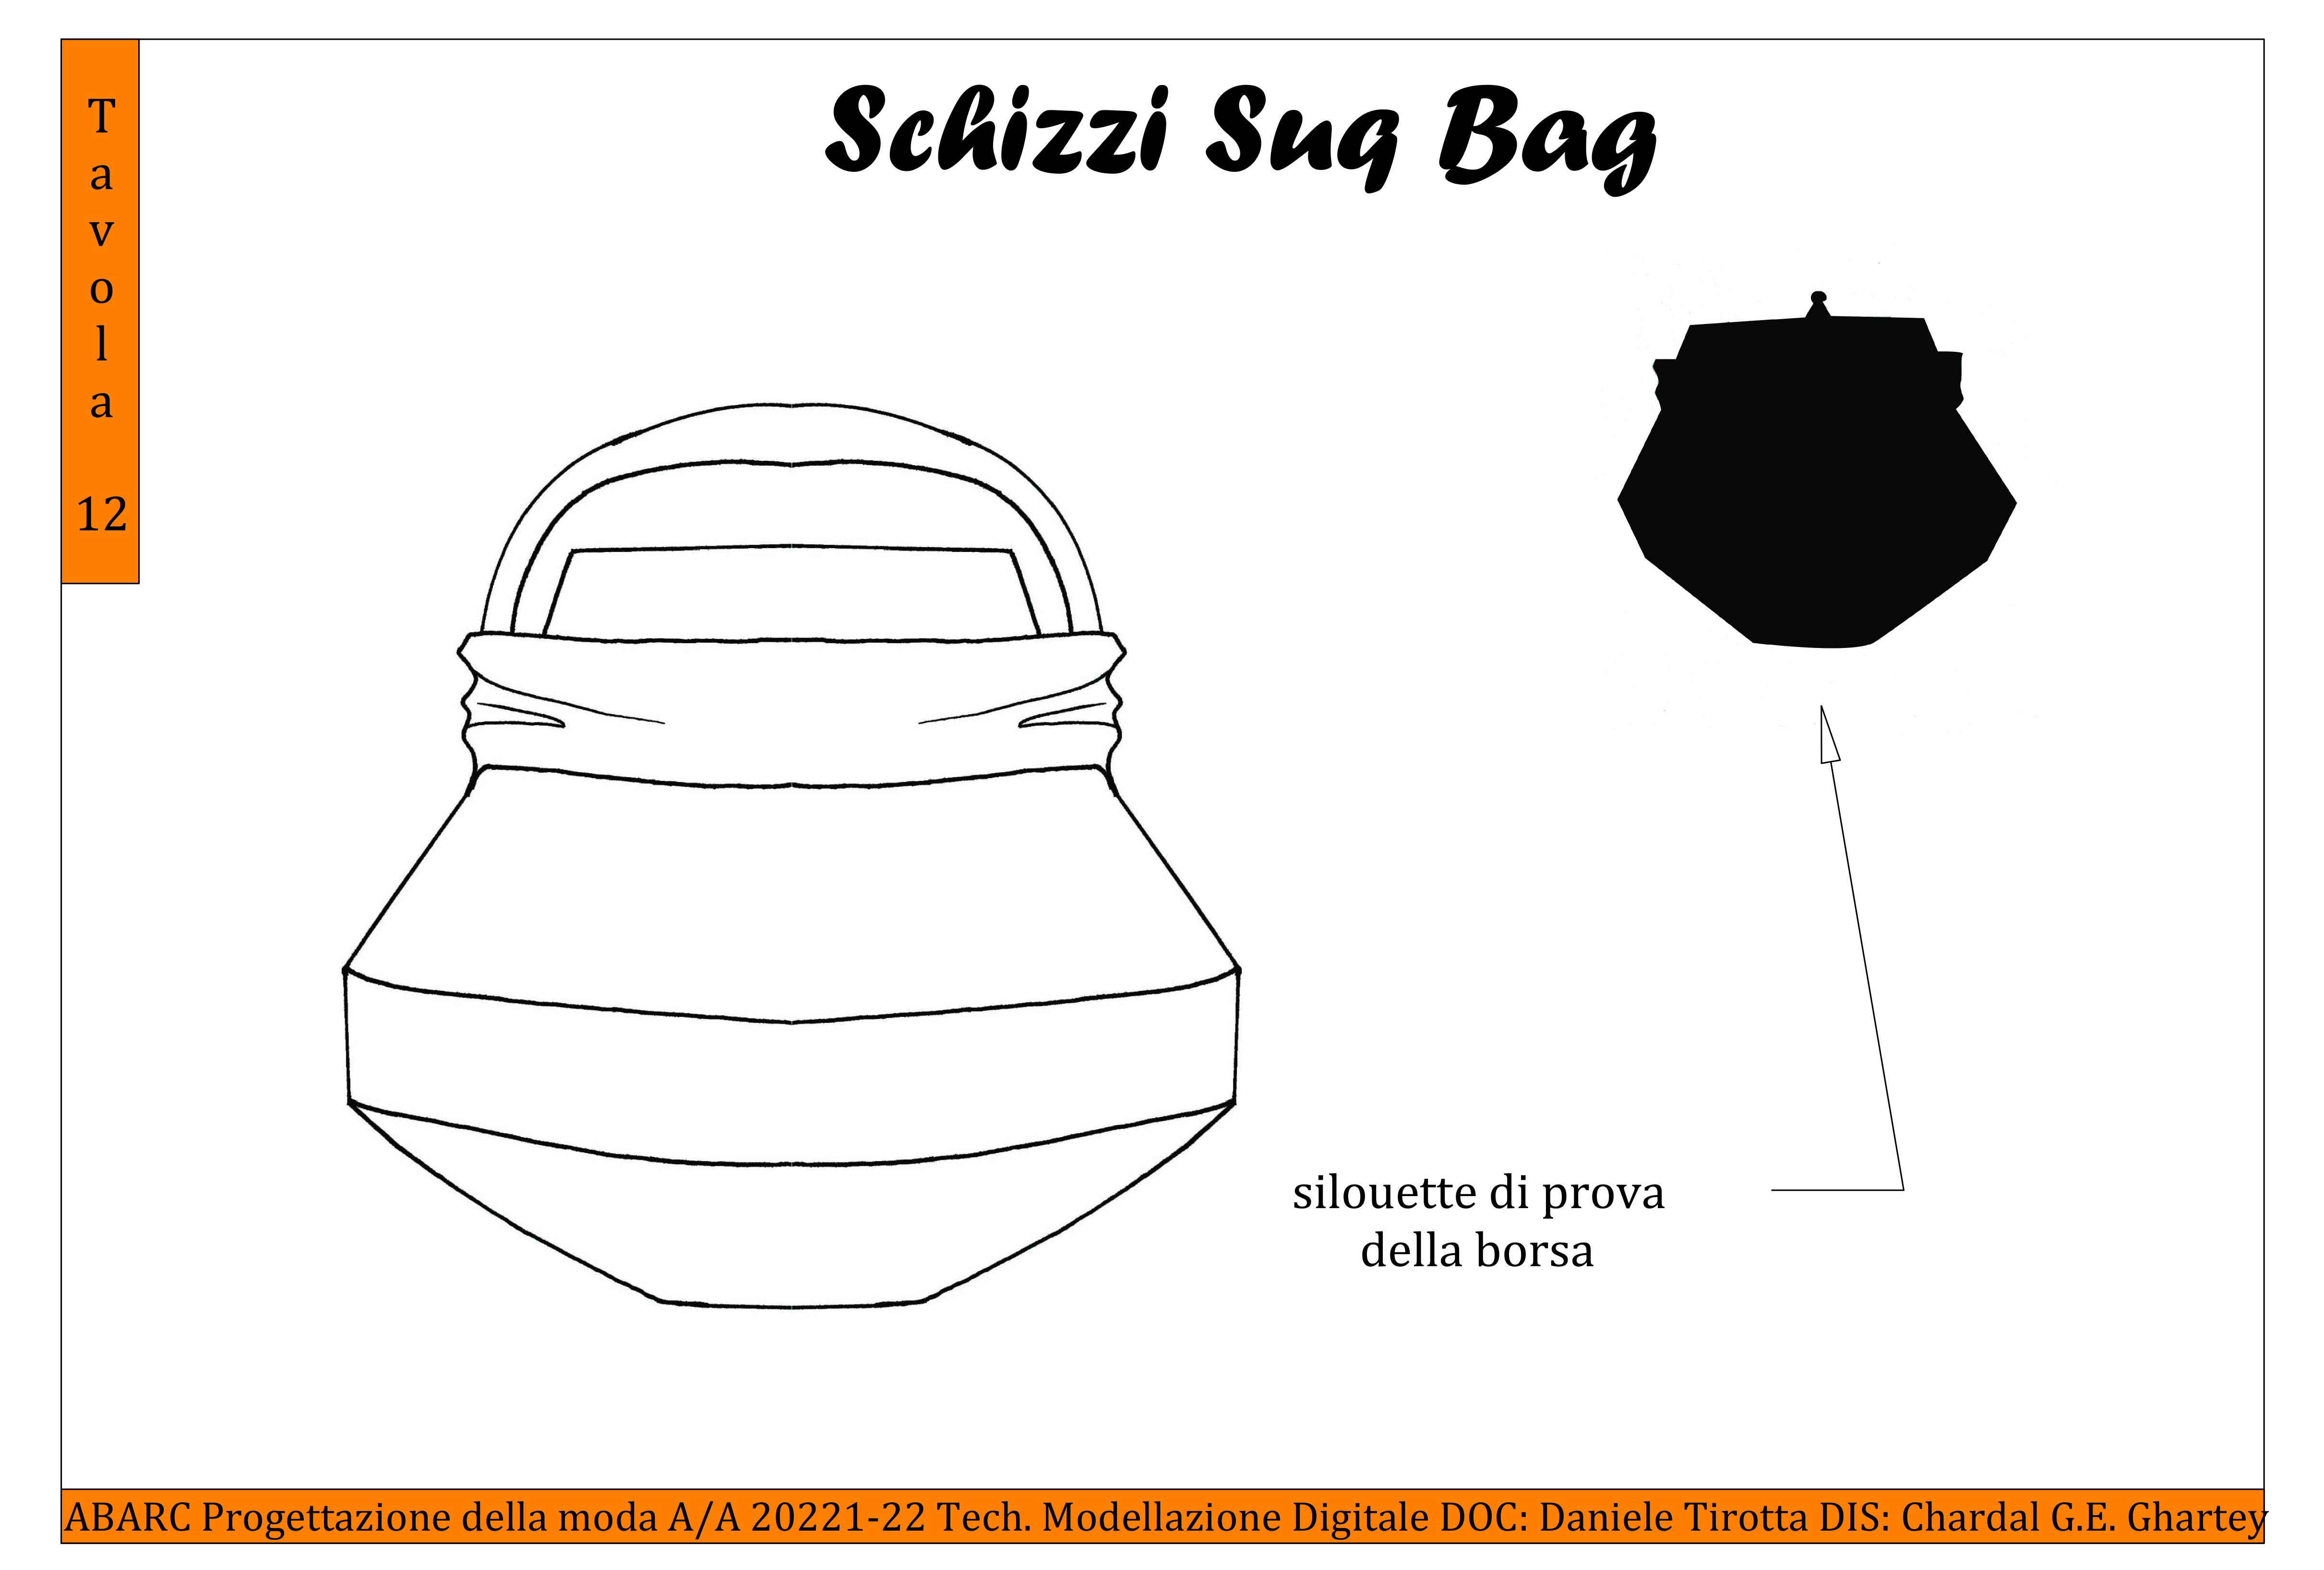 Schizzi Suq Bag
Tavola
12
silouette di prova
della borsa
ABARC Progettazione della moda A/A 20221-22 Tech. Modellazione Digitale DOC: Daniele Tirotta DIS: Chardal G.E. Ghartey